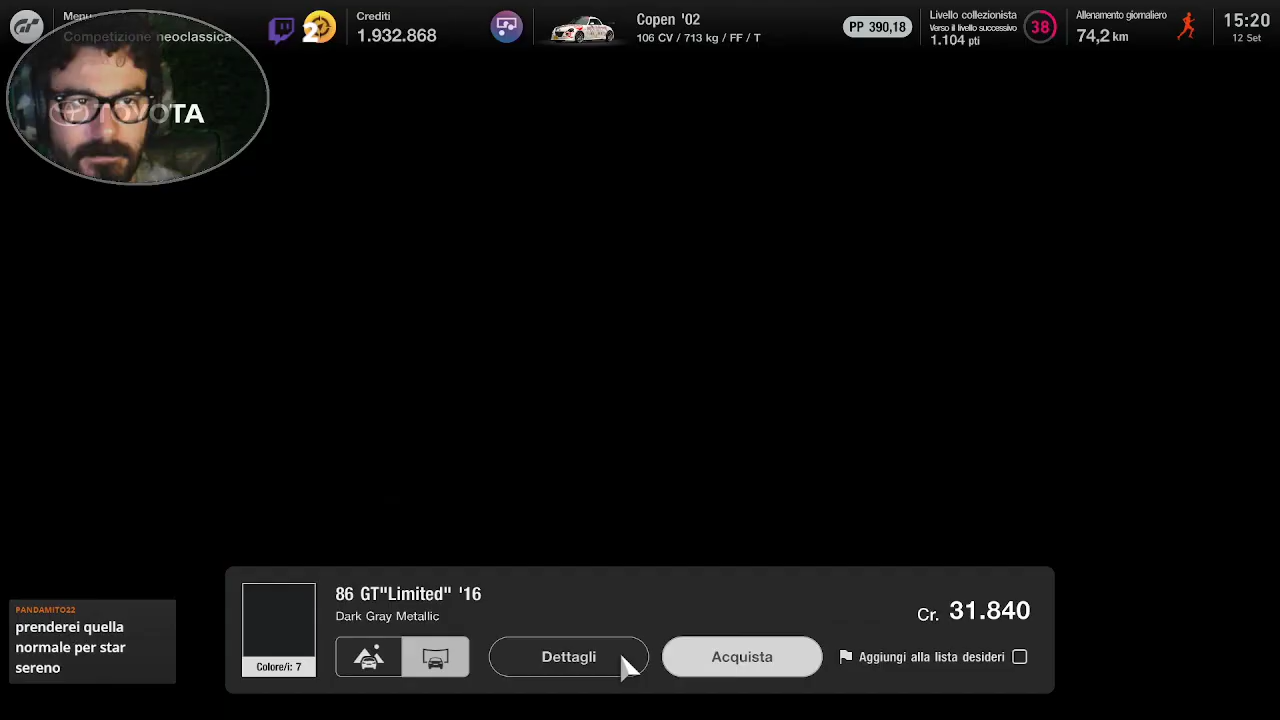 Menu
Competizione neoclassica
2
Crediti
1.932.868
Copen '02
106 CV / 713 kg / FF / T
PP 390,18
Livello collezionista
Verso il livello successivo
1.104 pti
38
Allenamento giornaliero
74,2 km
15:20
12 Set
TOYOTA
PANDAMITO22
prenderei quella
normale per star
sereno
86 GT"Limited" '16
Dark Gray Metallic
Colore/i: 7
Dettagli
Acquista
Cr. 31.840
Aggiungi alla lista desideri